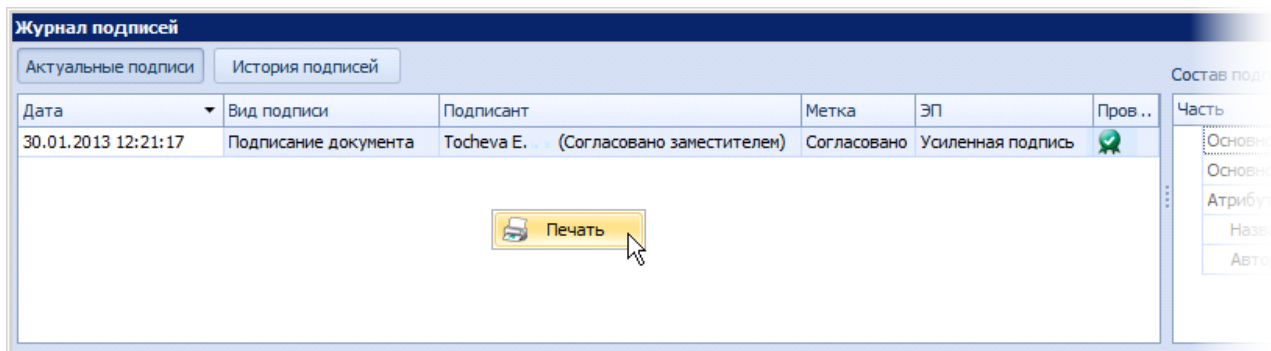 Журнал подписей
Актуальные подписи История подписей
Состав
Дата Вид подписи Подписант Метка ЭП Пров.. Часть
30.01.2013 12:21:17 Подписание документа Tocheva E. (Согласовано заместителем) Согласовано Усиленная подпись
Печать